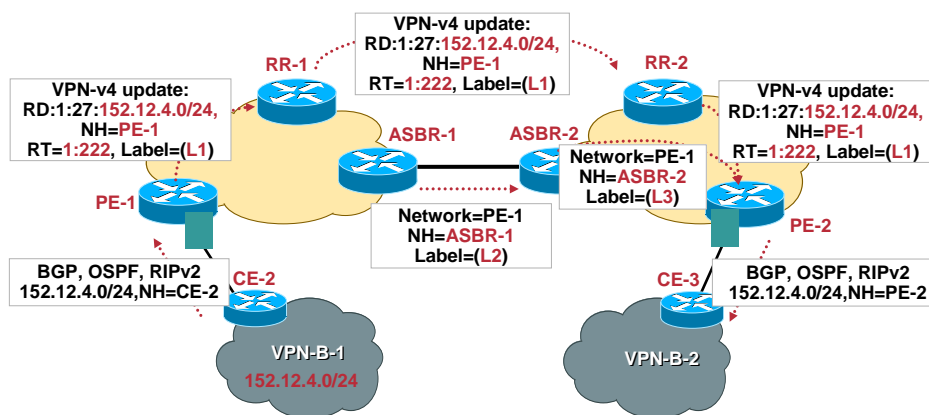 VPN-v4 update:
RD:1:27:152.12.4.0/24,
NH=PE-1
RT=1:222, Label=(L1)
RR-1
RR-2
VPN-v4 update:
RD:1:27:152.12.4.0/24,
NH=PE-1
RT=1:222, Label=(L1)
VPN-v4 update:
RD:1:27:152.12.4.0/24,
NH=PE-1
RT=1:222, Label=(L1)
ASBR-1
ASBR-2
Network=PE-1
NH=ASBR-2
Label=(L3)
PE-1
Network=PE-1
NH=ASBR-1
Label=(L2)
PE-2
BGP, OSPF, RIPv2
152.12.4.0/24,NH=CE-2
CE-2
CE-3
BGP, OSPF, RIPv2
152.12.4.0/24,NH=PE-2
VPN-B-1
152.12.4.0/24
VPN-B-2